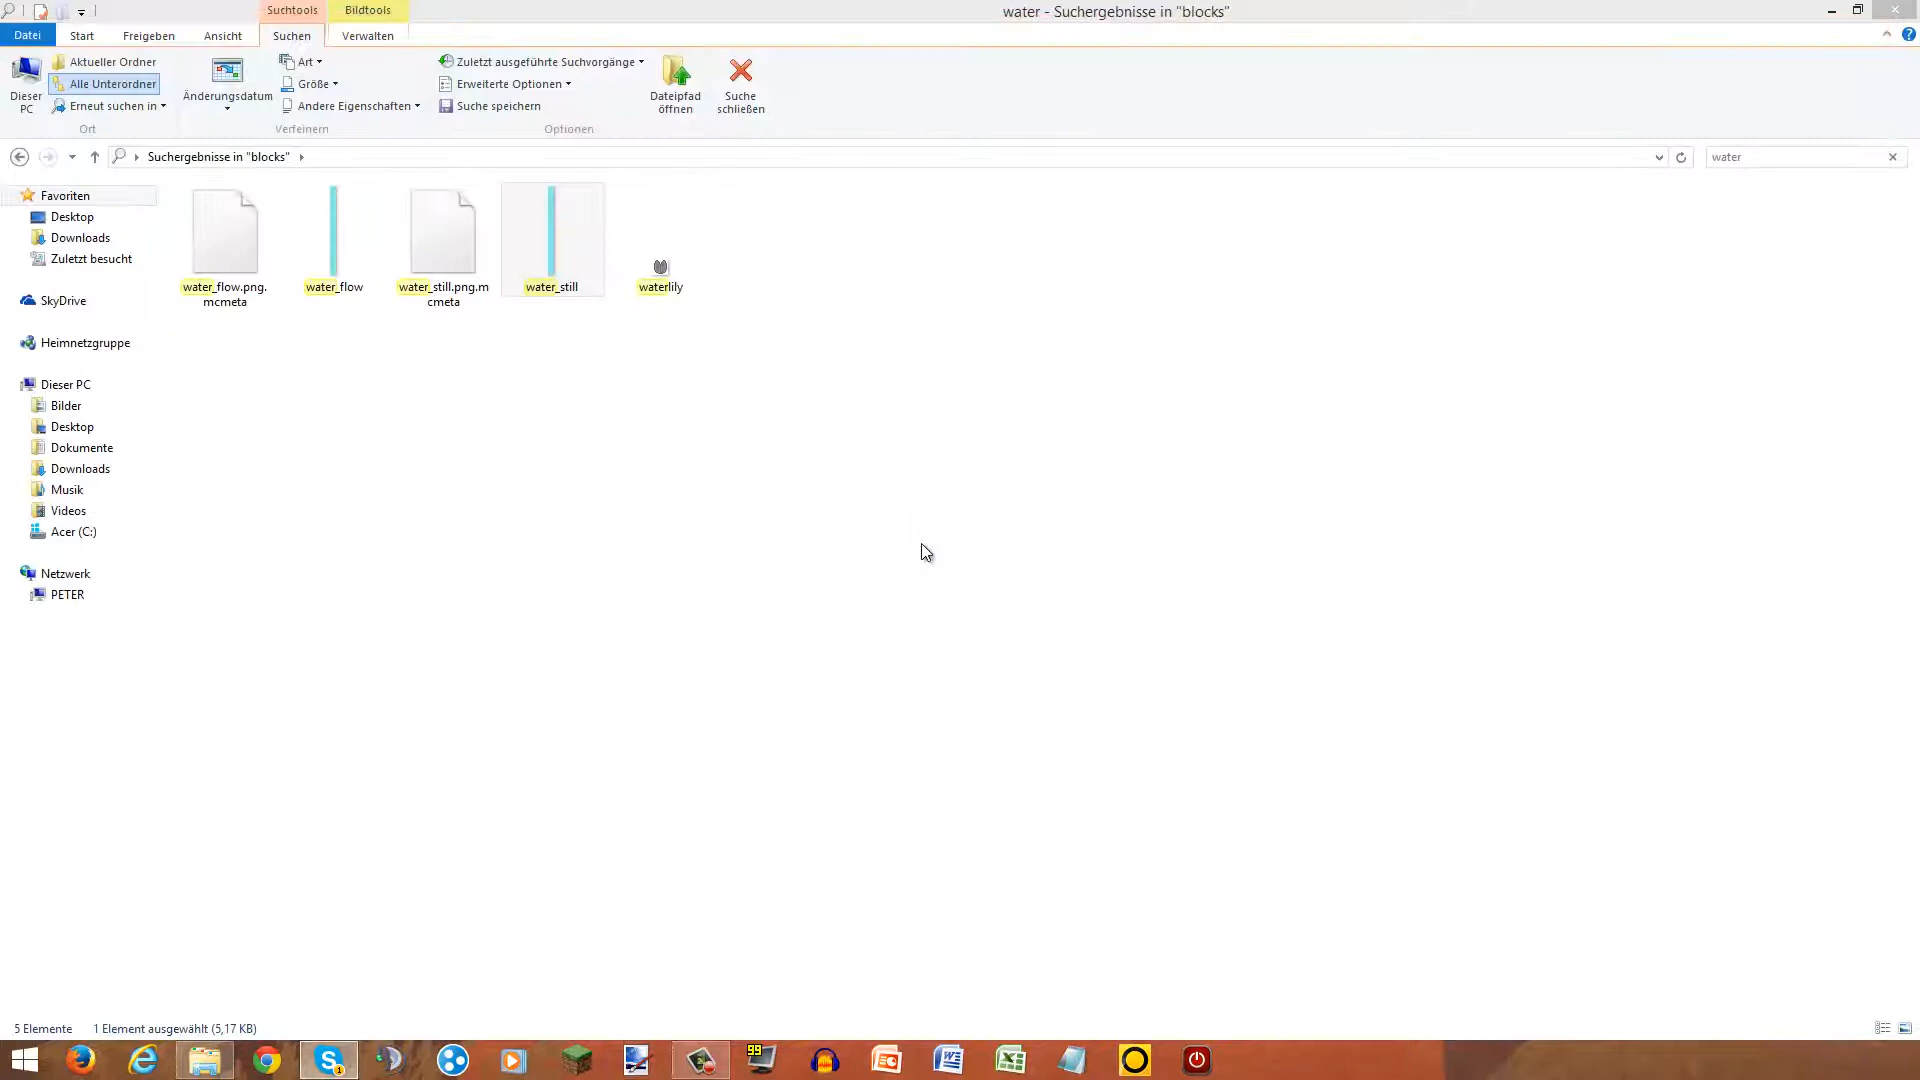 Suchtools Bildtools water - Suchergebnisse in "blocks"
Datei Start Freigeben Ansicht Suchen Verwalten
Dieser PC
Aktueller Ordner
Alle Unterordner
Erneut suchen in
Ort
Änderungsdatum
Art
Größe
Andere Eigenschaften
Verfeinern
Zuletzt ausgeführte Suchvorgänge
Erweiterte Optionen
Suche speichern
Optionen
Dateipfad
öffnen
Suche
schließen
Suchergebnisse in "blocks"
water
Favoriten
Desktop
Downloads
Zuletzt besucht
SkyDrive
Heimnetzgruppe
Dieser PC
Bilder
Desktop
Dokumente
Downloads
Musik
Videos
Acer (C:)
Netzwerk
PETER
water_flow.png.
mcmeta
water_flow
water_still.png.m
cmeta
water_still
waterlily
5 Elemente 1 Element ausgewählt (5,17 KB)
99